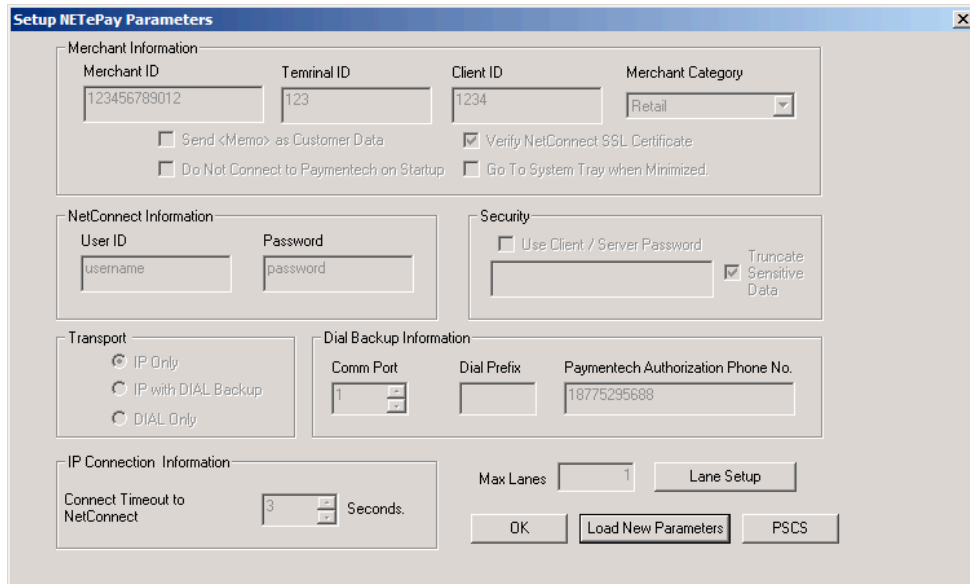 Setup NETePay Parameters
Merchant Information
Merchant ID
Temrinal ID
Client ID
Merchant Category
123456789012
123
1234
Retail
Send <Memo> as Customer Data
Verify NetConnect SSL Certificate
Do Not Connect to Paymentech on Startup
Go To System Tray when Minimized.
NetConnect Information
User ID
Password
username
password
Security
Use Client / Server Password
Truncate
Sensitive
Data
Transport
IP Only
IP with DIAL Backup
DIAL Only
Dial Backup Information
Comm Port
Dial Prefix
Paymentech Authorization Phone No.
1
18775295688
IP Connection Information
Connect Timeout to
NetConnect
3
Seconds.
Max Lanes
1
Lane Setup
OK
Load New Parameters
PSCS